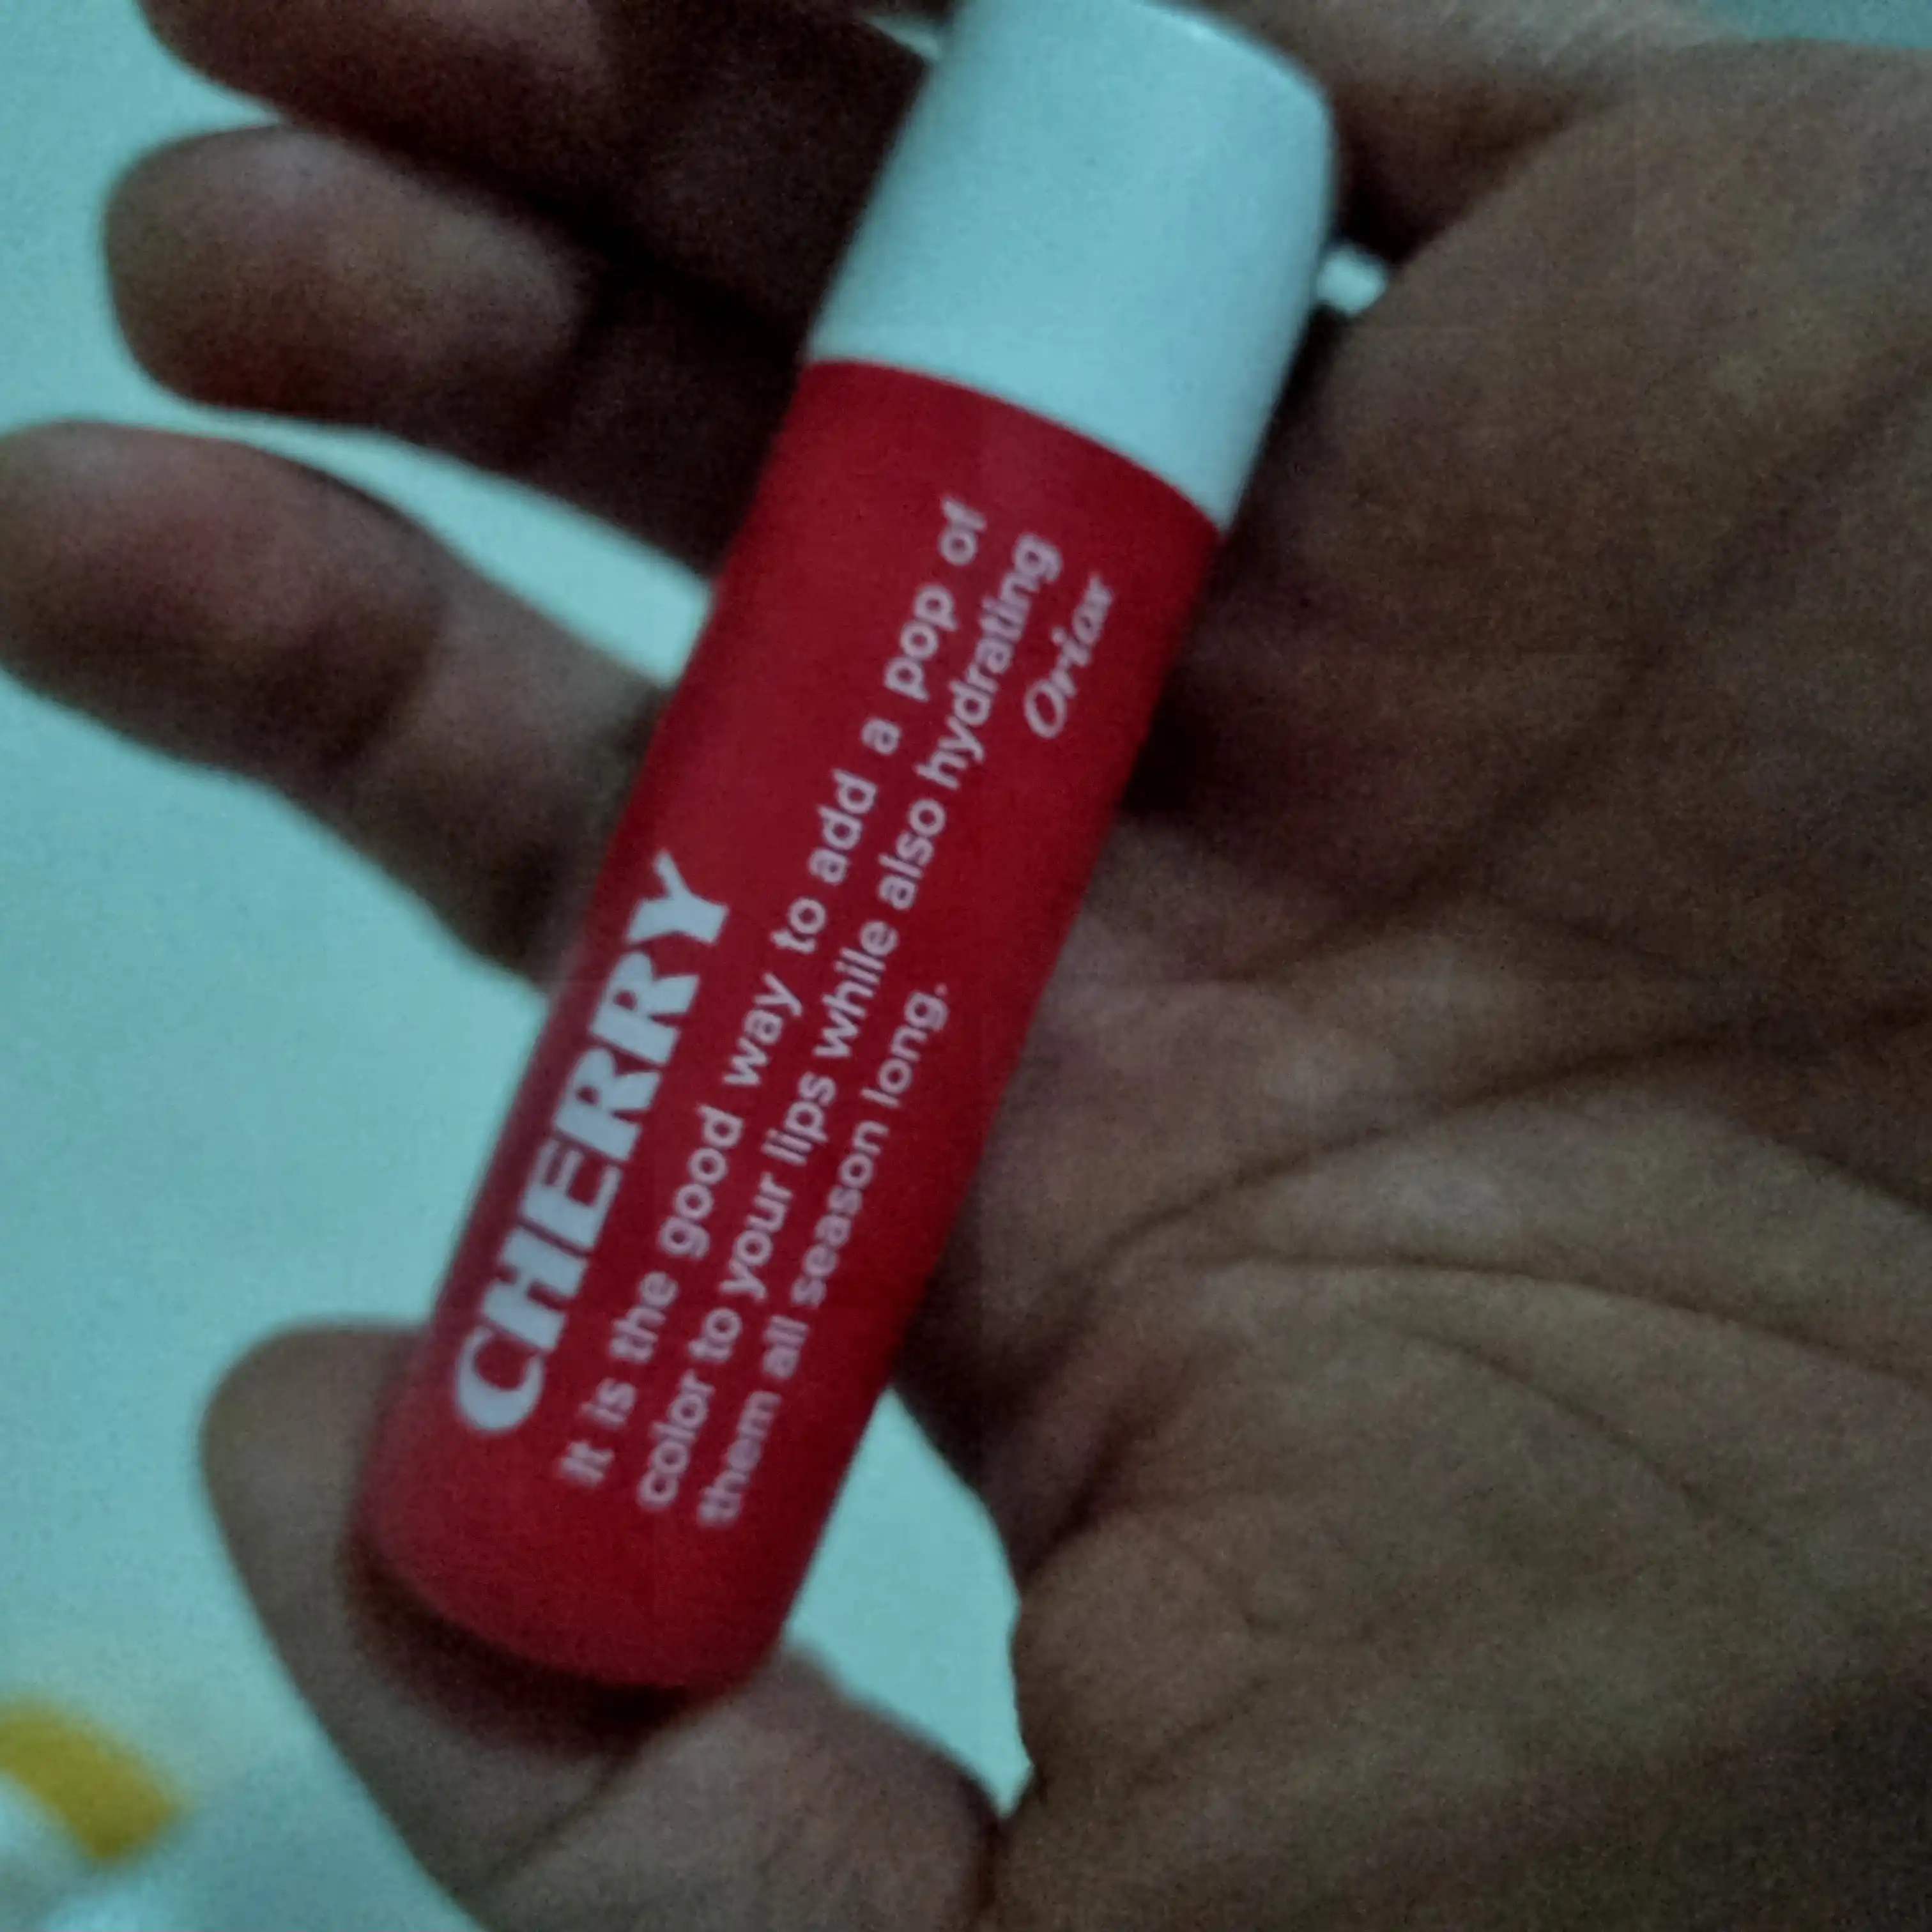 CHERRY
It is the good way to add a pop of
color to your lips while also hydrating
them all season long.
Oriox